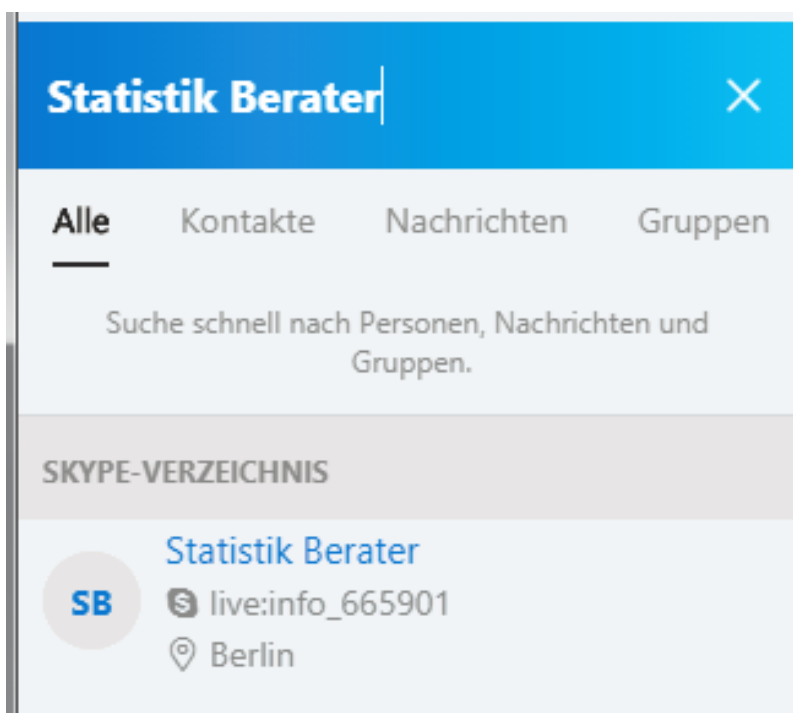 Statistik Berater
Alle Kontakte Nachrichten Gruppen
Suche schnell nach Personen, Nachrichten und
Gruppen.
SKYPE-VERZEICHNIS
Statistik Berater
SB
live:info_665901
Berlin